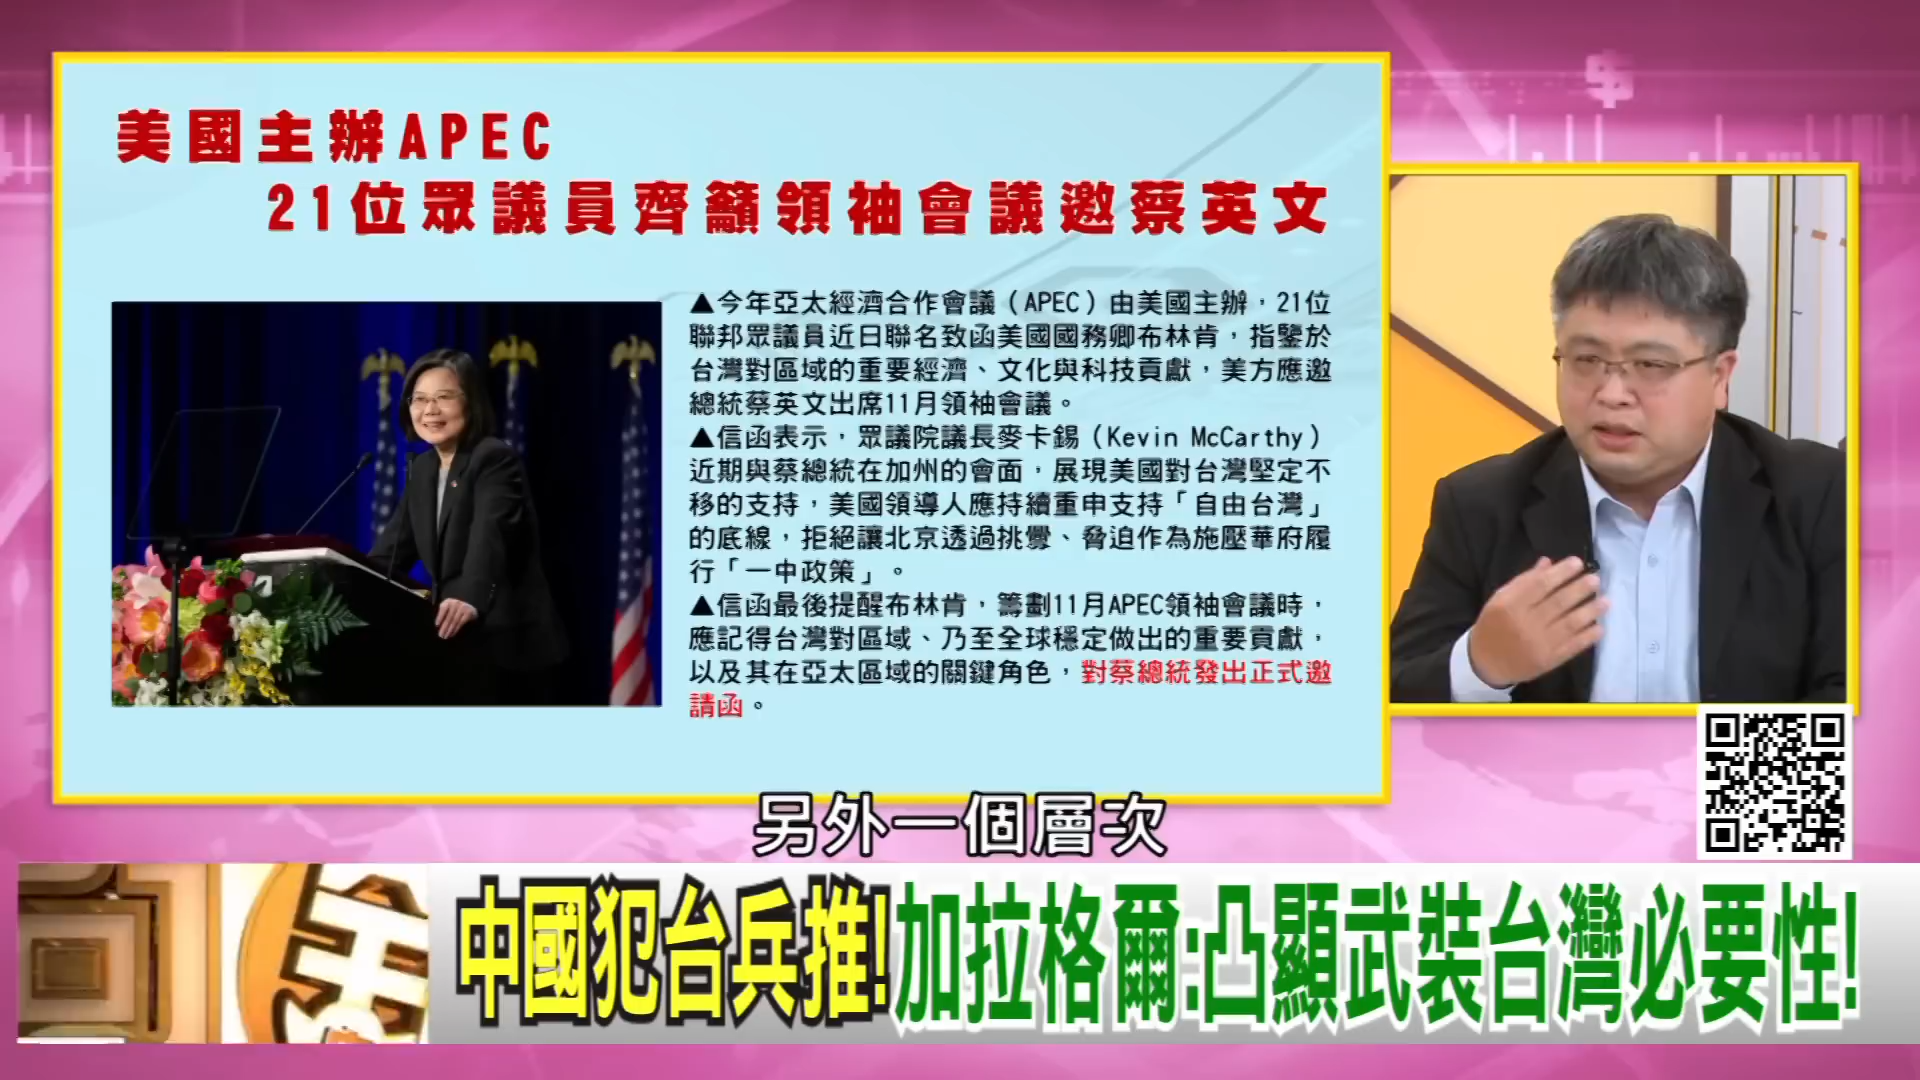 美國主辦APEC
21位眾議員齊籲領袖會議邀蔡英文
▲今年亞太經濟合作會議（APEC）由美國主辦，21位
聯邦眾議員近日聯名致函美國國務卿布林肯，指鑒於
台灣對區域的重要經濟、文化與科技貢獻，美方應邀
總統蔡英文出席11月領袖會議。
▲信函表示，眾議院議長麥卡錫（Kevin McCarthy）
近期與蔡總統在加州的會面，展現美國對台灣堅定不
移的支持，美國領導人應持續重申支持「自由台灣」
的底線，拒絕讓北京透過挑釁、脅迫作為施壓華府履
行「一中政策」。
▲信函最後提醒布林肯，籌劃11月APEC領袖會議時，
應記得台灣對區域、乃至全球穩定做出的重要貢獻，
以及其在亞太區域的關鍵角色，對蔡總統發出正式邀
請函。
另外一個層次
中國犯台兵推!加拉格爾:凸顯武裝台灣必要性!